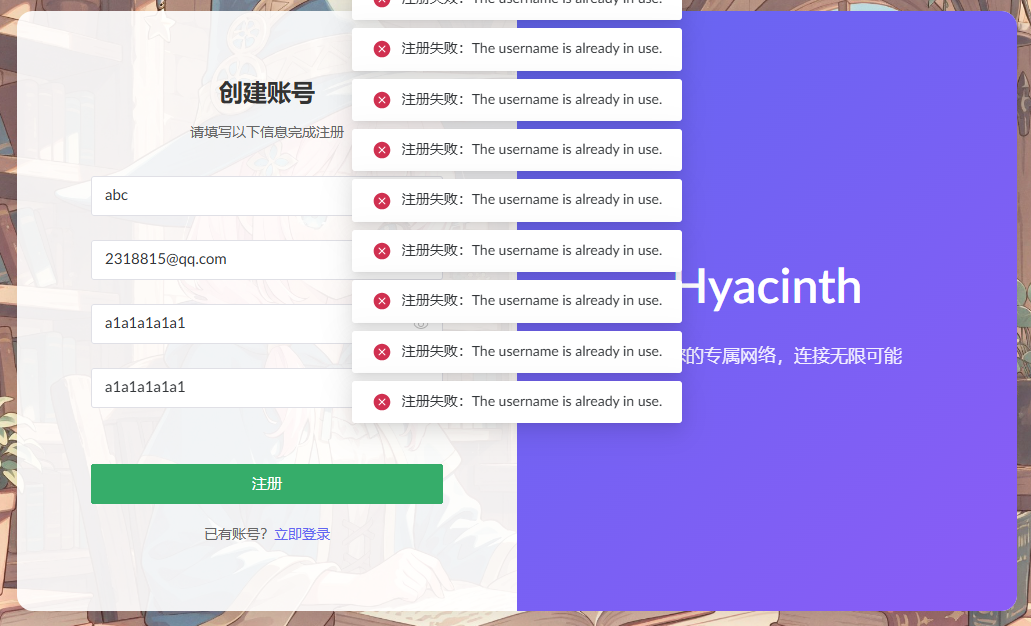 注册失败：The username is already in use.
注册失败：The username is already in use.
注册失败：The username is already in use.
注册失败：The username is already in use.
注册失败：The username is already in use.
注册失败：The username is already in use.
注册失败：The username is already in use.
注册失败：The username is already in use.
注册失败：The username is already in use.
创建账号
请填写以下信息完成注册
abc
2318815@qq.com
a1a1a1a1a1
a1a1a1a1a1
注册
已有账号？立即登录
Hyacinth
的专属网络，连接无限可能